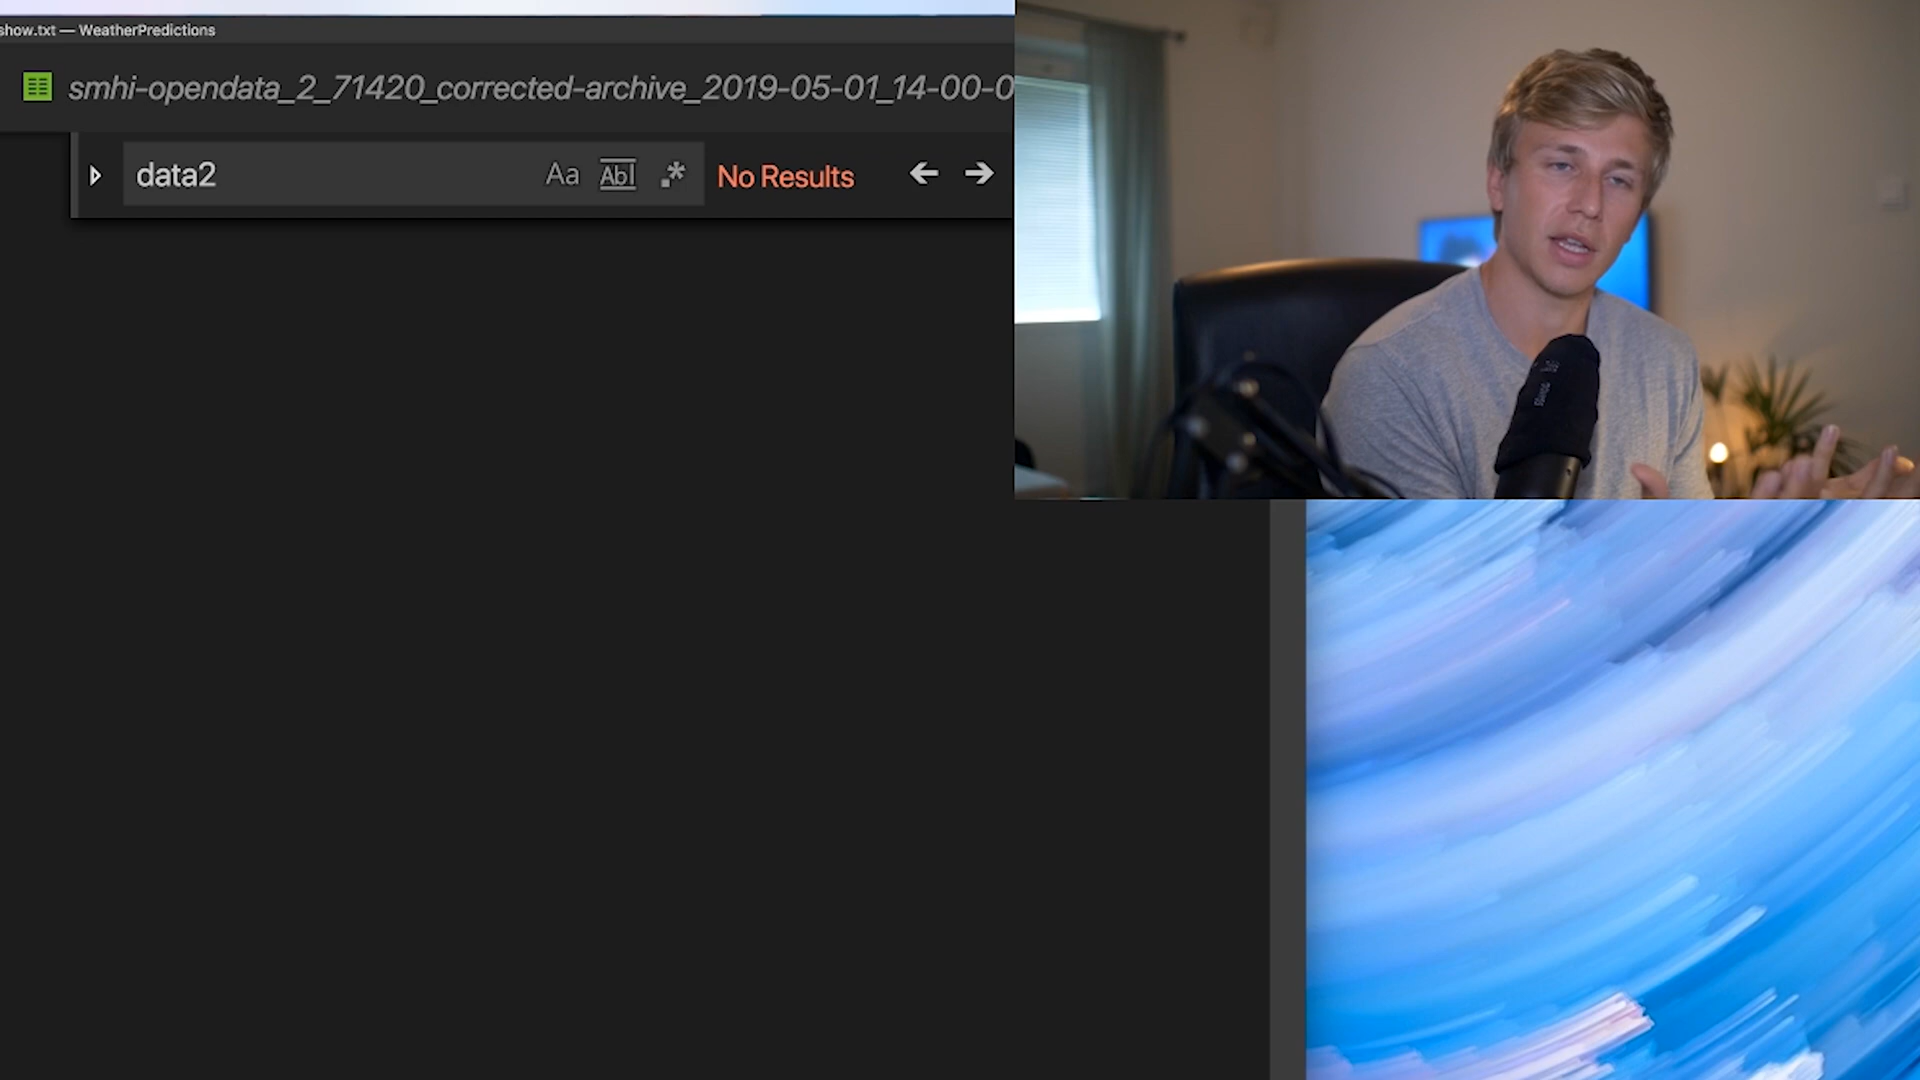 show.txt — WeatherPredictions
smhi-opendata_2_71420_corrected-archive_2019-05-01_14-00-0
data2 Aa Abl .* No Results